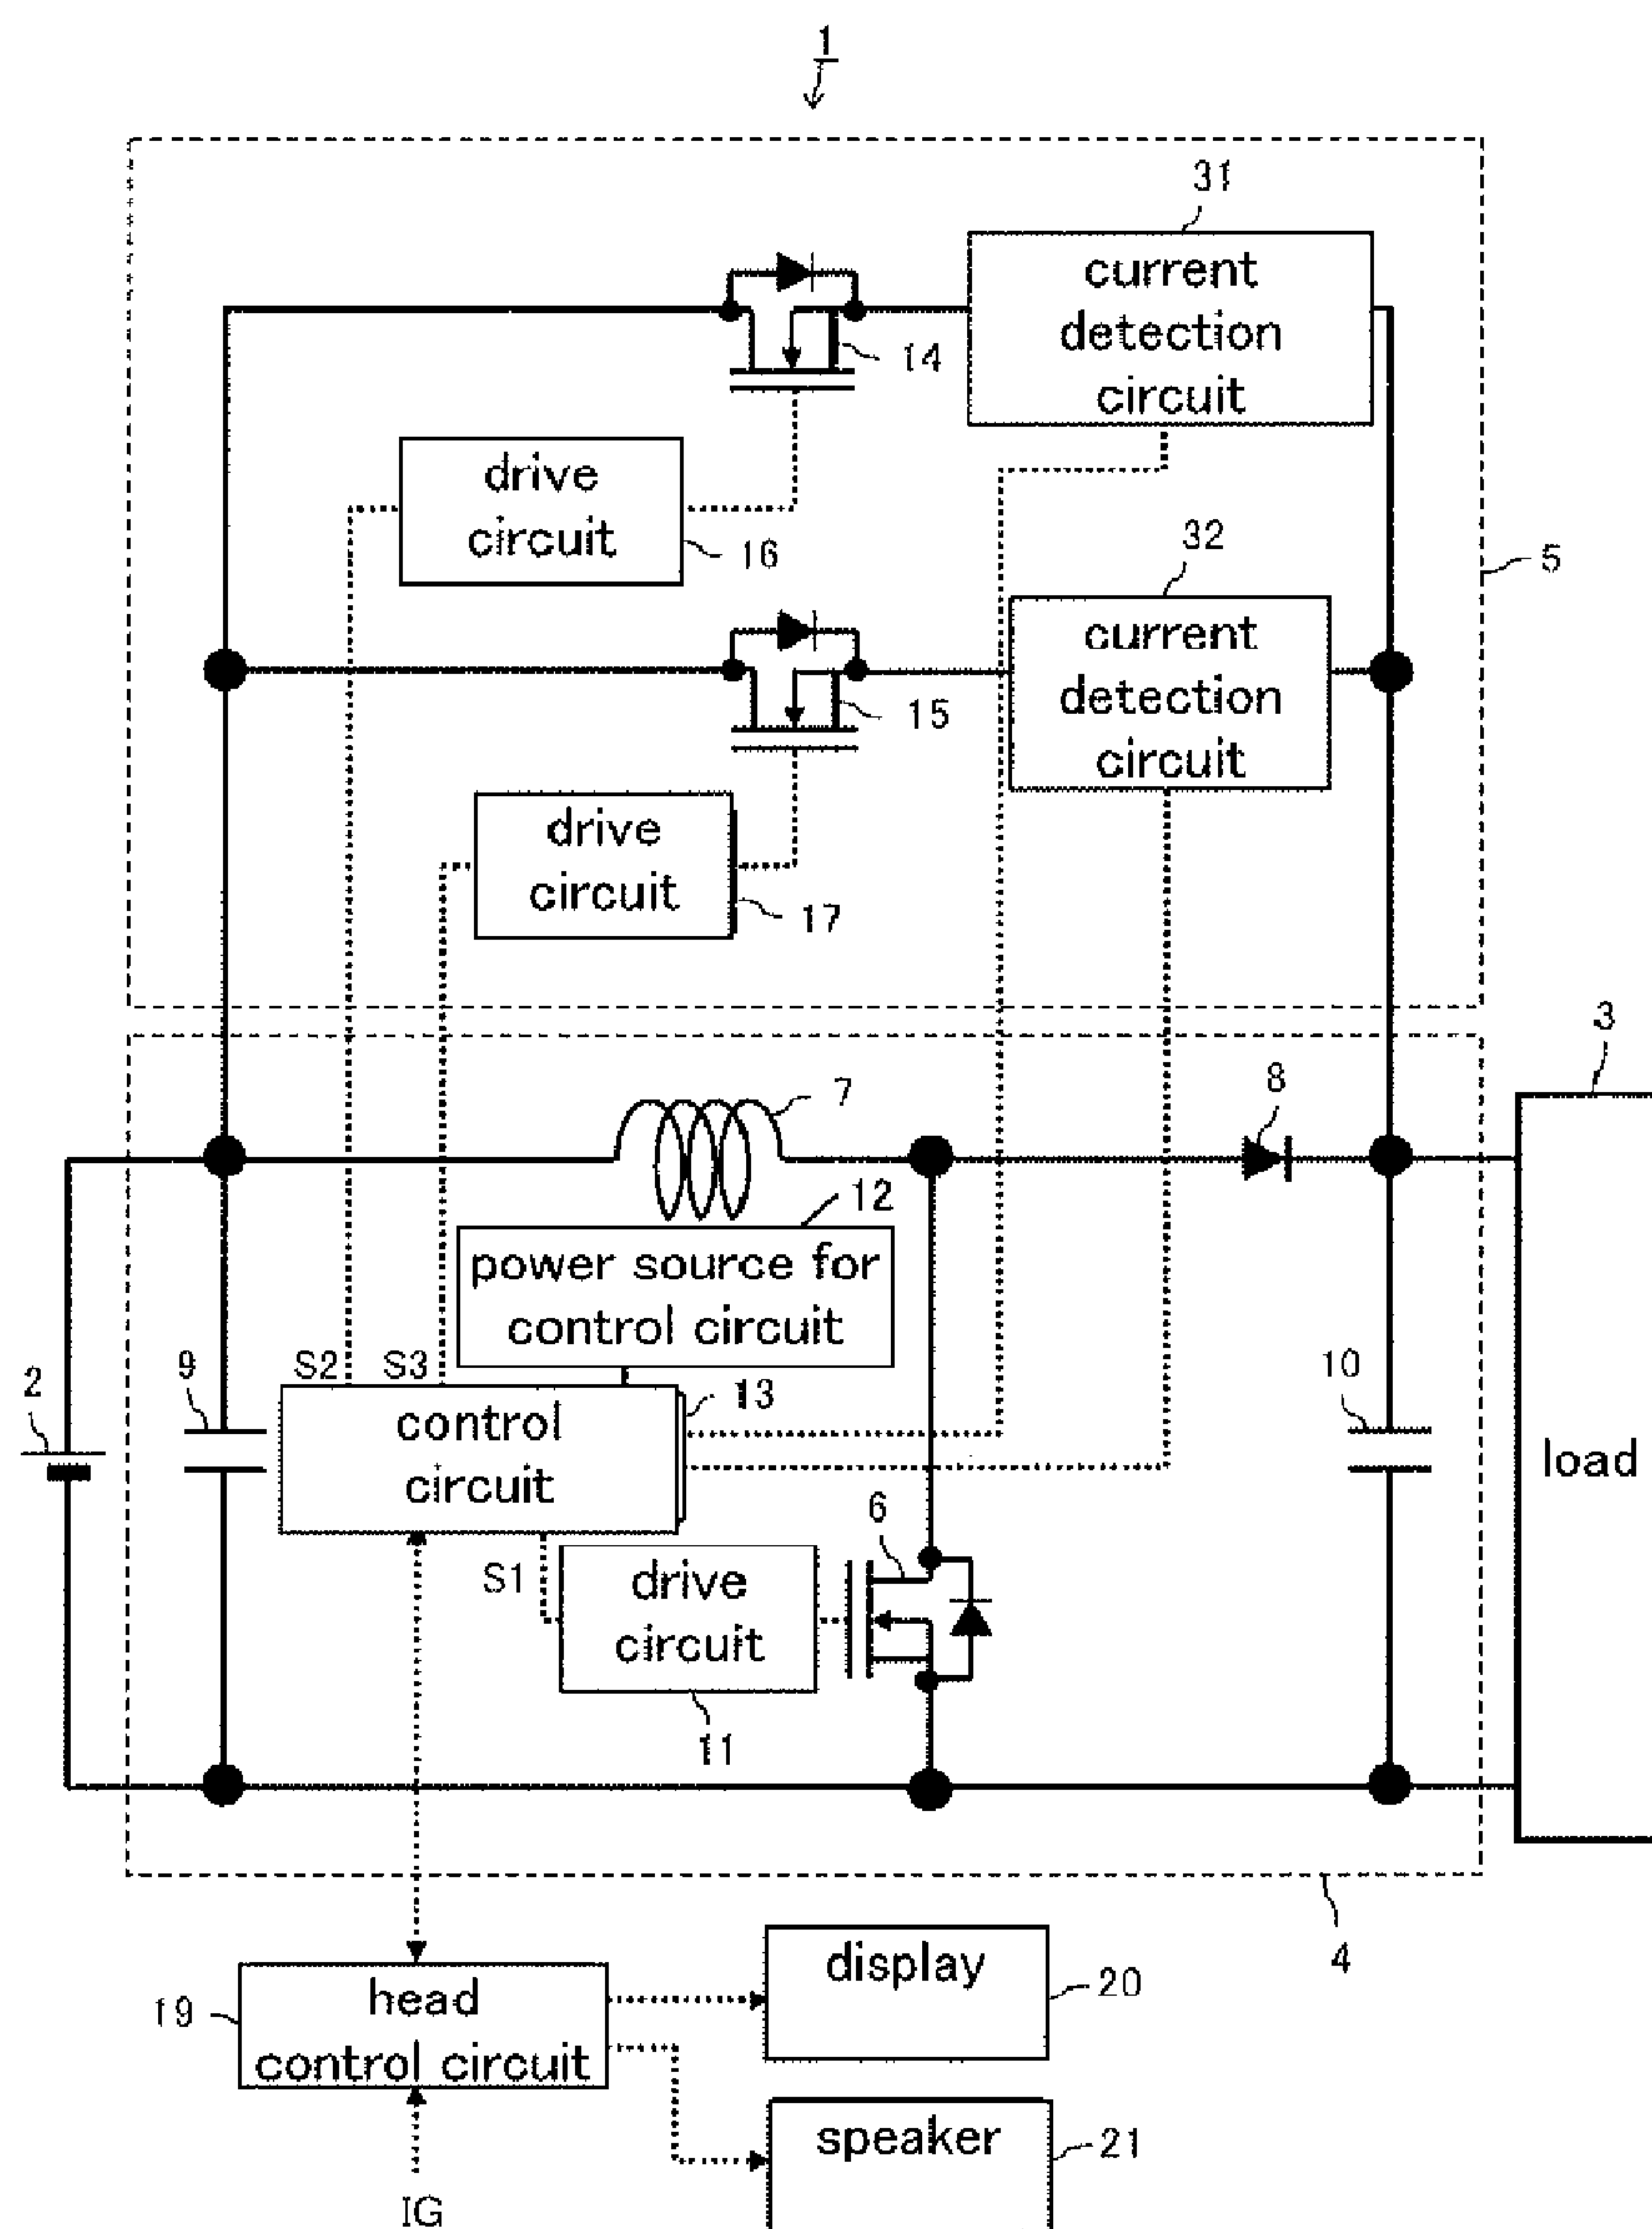 1
31
current
detection
circuit
14
drive
circuit
16
32
5
current
detection
circuit
15
drive
circuit
17
3
7
8
12
power source for
control circuit
S2
S3
9
2
13
10
control
circuit
load
6
S1
drive
circuit
11
4
display
20
19
head
control circuit
speaker
21
IG